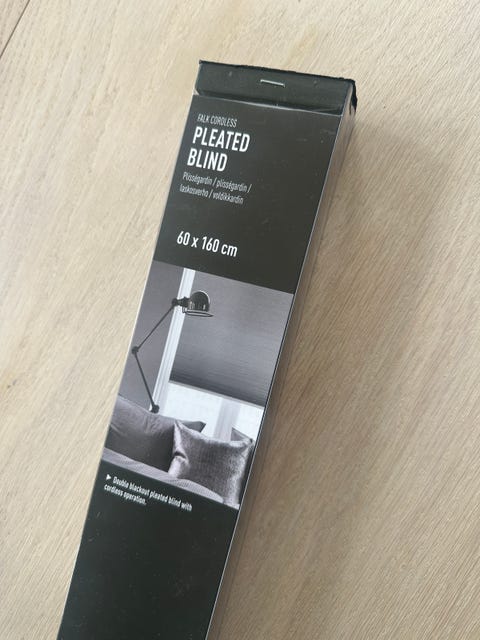 FALK CORDLESS
PLEATED
BLIND
Plisségardin / plisségardin /
laskosverho / voldikkardin
60 x 160 cm
► Double blackout pleated blind with
cordless operation.